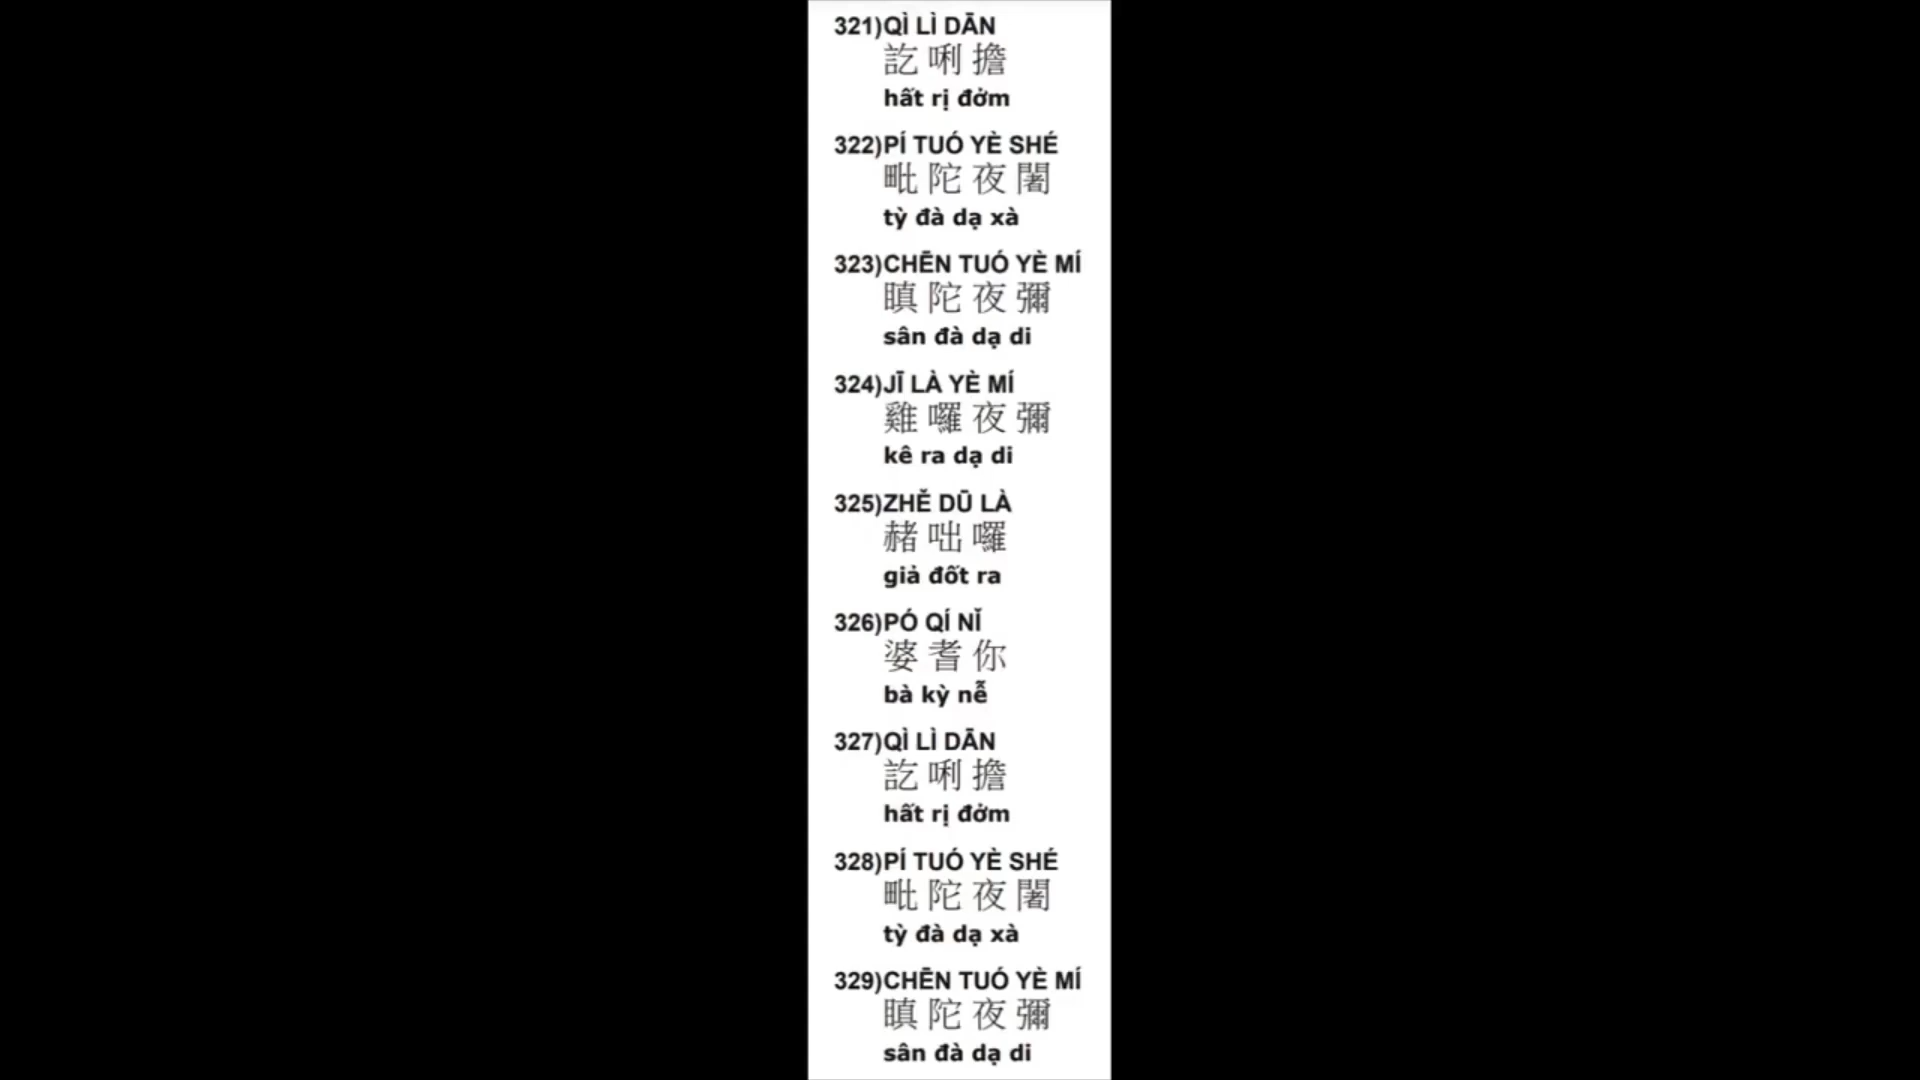 321)QÌ LÌ DĀN
訖 唎 擔
hất rị đởm
322)PÍ TUÓ YÈ SHÉ
毗 陀 夜 闍
tỳ đà dạ xà
323)CHĒN TUÓ YÈ MÍ
瞋 陀 夜 彌
sân đà dạ di
324)JĪ LÀ YÈ MÍ
雞 囉 夜 彌
kê ra dạ di
325)ZHĚ DŪ LÀ
赭 咄 囉
giả đốt ra
326)PÓ QÍ NǏ
婆 耆 你
bà kỳ nễ
327)QÌ LÌ DĀN
訖 唎 擔
hất rị đởm
328)PÍ TUÓ YÈ SHÉ
毗 陀 夜 闍
tỳ đà dạ xà
329)CHĒN TUÓ YÈ MÍ
瞋 陀 夜 彌
sân đà dạ di